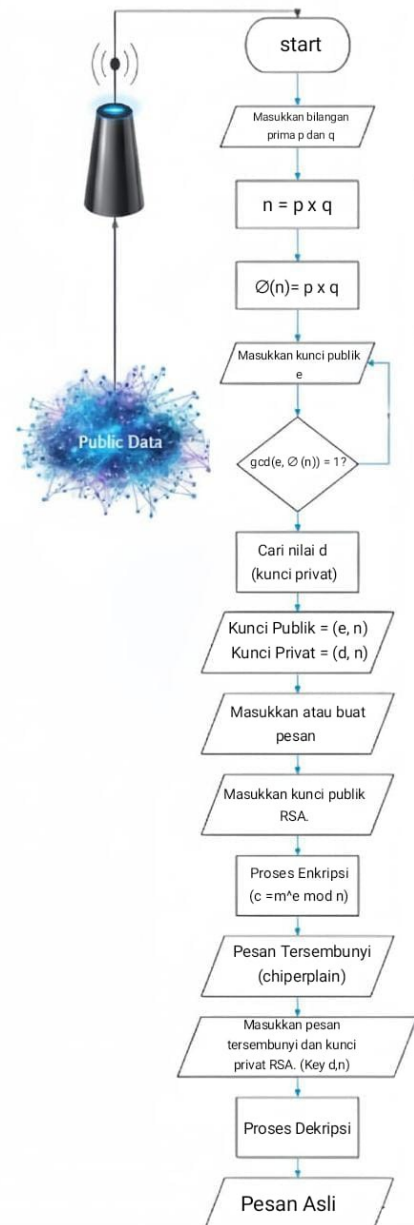 start
Masukkan bilangan
prima p dan q
n = p x q
∅(n)= p x q
Masukkan kunci publik
e
Public Data
gcd(e, ∅ (n)) = 1?
Cari nilai d
(kunci privat)
Kunci Publik = (e, n)
Kunci Privat = (d, n)
Masukkan atau buat
pesan
Masukkan kunci publik
RSA.
Proses Enkripsi
(c =m^e mod n)
Pesan Tersembunyi
(chiperplain)
Masukkan pesan
tersembunyi dan kunci
privat RSA. (Key d,n)
Proses Dekripsi
Pesan Asli